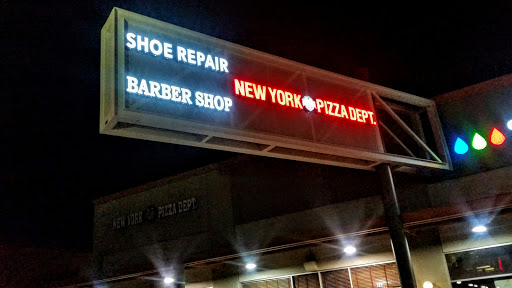 SHOE REPAIR
BARBER SHOP
NEW YORK PIZZA DEPT.
NEW YORK PIZZA DEPT.